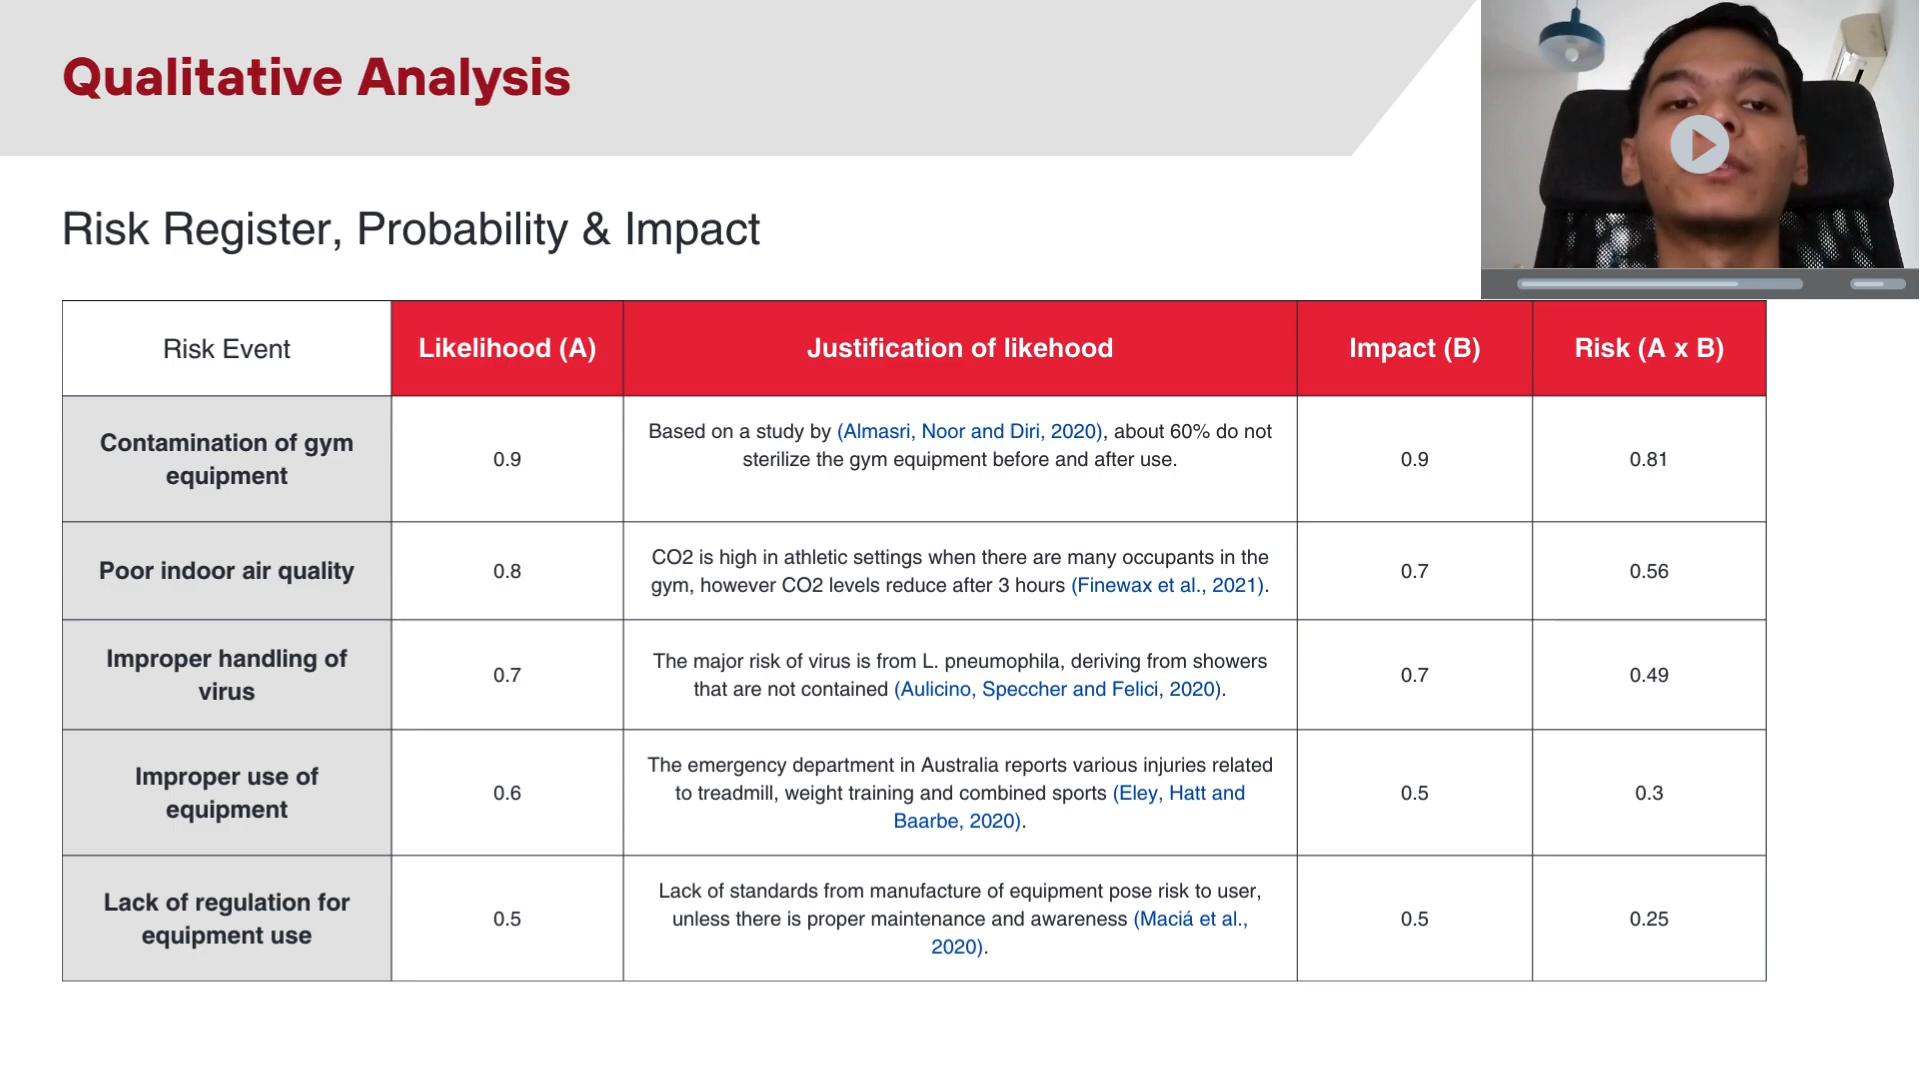 Qualitative Analysis
Risk Register, Probability & Impact
Risk Event
Likelihood (A)
Justification of likehood
Impact (B)
Risk (A x B)
Contamination of gym
equipment
0.9
Based on a study by (Almasri, Noor and Diri, 2020), about 60% do not
sterilize the gym equipment before and after use.
0.9
0.81
Poor indoor air quality
0.8
CO2 is high in athletic settings when there are many occupants in the
gym, however CO2 levels reduce after 3 hours (Finewax et al., 2021).
0.7
0.56
Improper handling of
virus
0.7
The major risk of virus is from L. pneumophila, deriving from showers
that are not contained (Aulicino, Speccher and Felici, 2020).
0.7
0.49
Improper use of
equipment
0.6
The emergency department in Australia reports various injuries related
to treadmill, weight training and combined sports (Eley, Hatt and
Baarbe, 2020).
0.5
0.3
Lack of regulation for
equipment use
0.5
Lack of standards from manufacture of equipment pose risk to user,
unless there is proper maintenance and awareness (Maciá et al.,
2020).
0.5
0.25